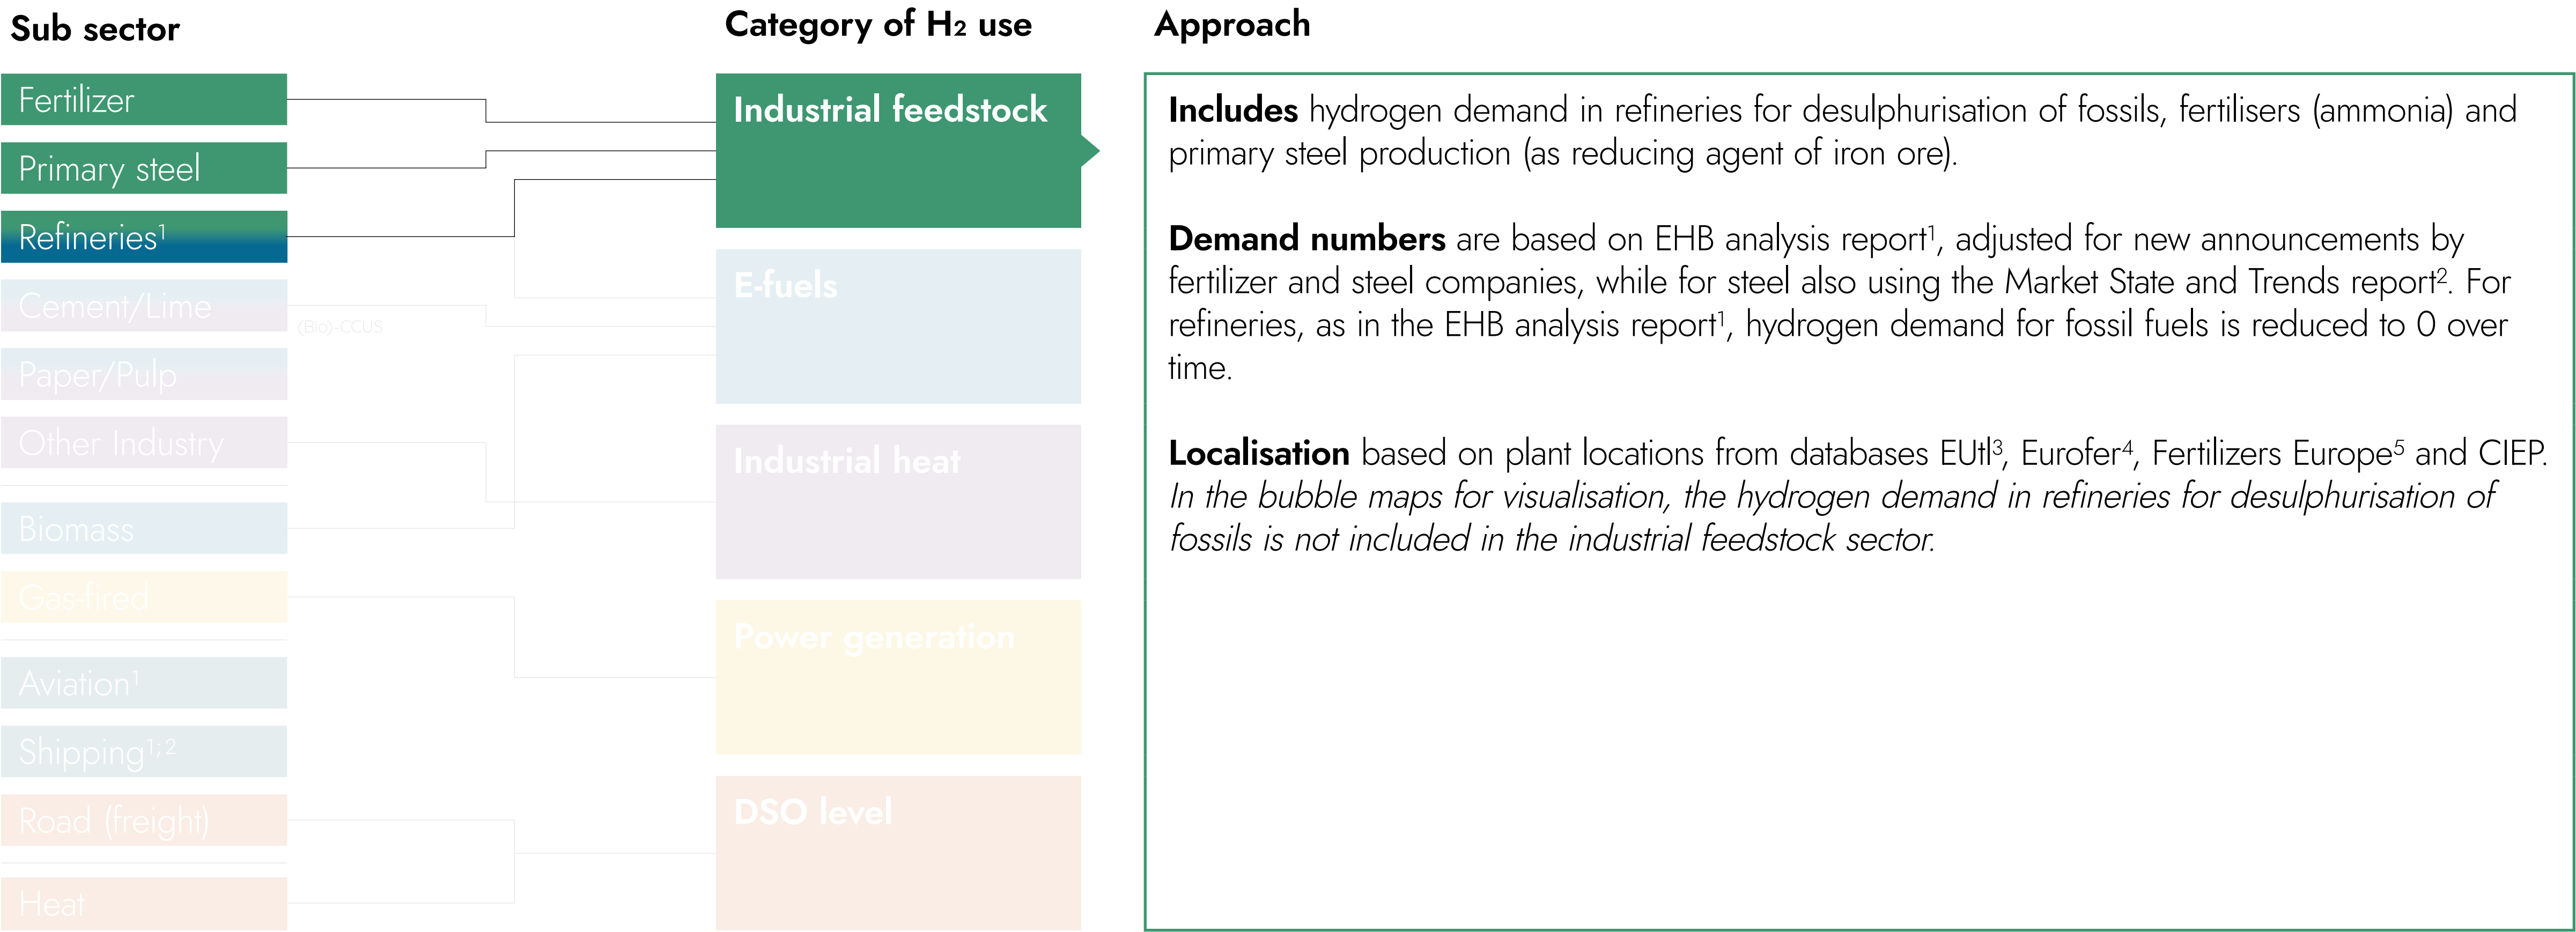 Sub sector
Fertilizer
Primary steel
Refineries¹
Cement/Lime
(Bio)-CCUS
Paper/Pulp
Other Industry
Biomass
Gas-fired
Aviation¹
Shipping¹;²
Road (freight)
Heat
Category of H₂ use
Industrial feedstock
E-fuels
Industrial heat
Power generation
DSO level
Approach
Includes hydrogen demand in refineries for desulphurisation of fossils, fertilisers (ammonia) and
primary steel production (as reducing agent of iron ore).
Demand numbers are based on EHB analysis report¹, adjusted for new announcements by
fertilizer and steel companies, while for steel also using the Market State and Trends report². For
refineries, as in the EHB analysis report¹, hydrogen demand for fossil fuels is reduced to 0 over
time.
Localisation based on plant locations from databases EUtl³, Eurofer⁴, Fertilizers Europe⁵ and CIEP.
In the bubble maps for visualisation, the hydrogen demand in refineries for desulphurisation of
fossils is not included in the industrial feedstock sector.